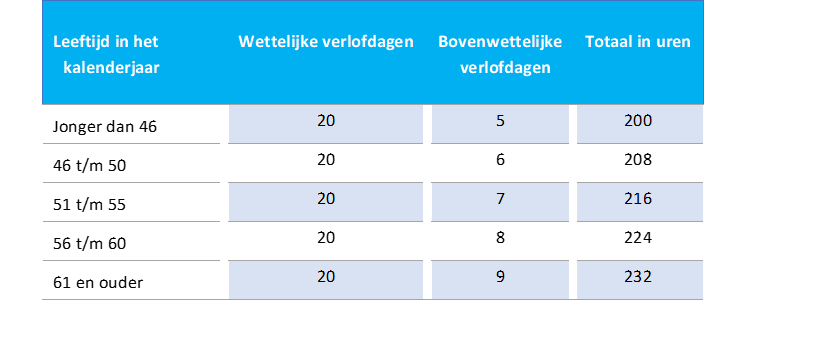 Leeftijd in het Wettelijke verlofdagen Bovenwettelijke Totaal in uren
kalenderjaar verlofdagen
Jonger dan 46 20 5 200
46 t/m 50 20 6 208
51 t/m 55 20 7 216
56 t/m 60 20 8 224
61 en ouder 20 9 232